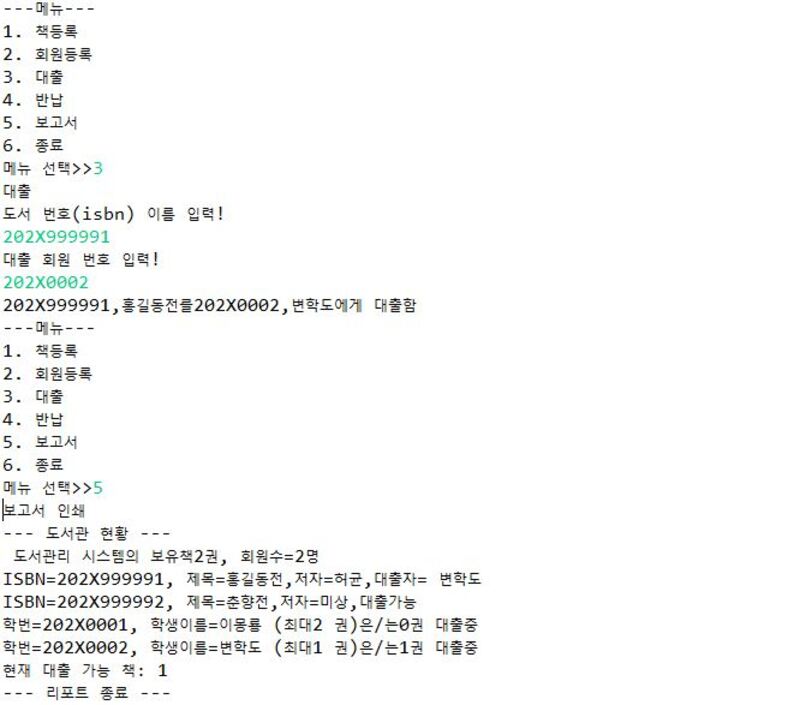 ---메뉴---
1. 책등록
2. 회원등록
3. 대출
4. 반납
5. 보고서
6. 종료
메뉴 선택>>3
대출
도서 번호(isbn) 이름 입력!
202X999991
대출 회원 번호 입력!
202X0002
202X999991,홍길동전를202X0002,변학도에게 대출함
---메뉴---
1. 책등록
2. 회원등록
3. 대출
4. 반납
5. 보고서
6. 종료
메뉴 선택>>5
보고서 인쇄
--- 도서관 현황 ---
도서관리 시스템의 보유책2권, 회원수=2명
ISBN=202X999991, 제목=홍길동전,저자=허균,대출자= 변학도
ISBN=202X999992, 제목=춘향전,저자=미상,대출가능
학번=202X0001, 학생이름=이몽룡 (최대2 권)은/는0권 대출중
학번=202X0002, 학생이름=변학도 (최대1 권)은/는1권 대출중
현재 대출 가능 책: 1
--- 리포트 종료 ---